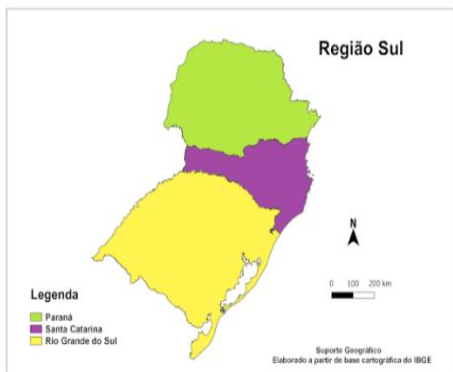 Região Sul
N
0 100 200 km
Legenda
Paraná
Santa Catarina
Rio Grande do Sul
Suporte Geográfico
Elaborado a partir de base cartográfica do IBGE